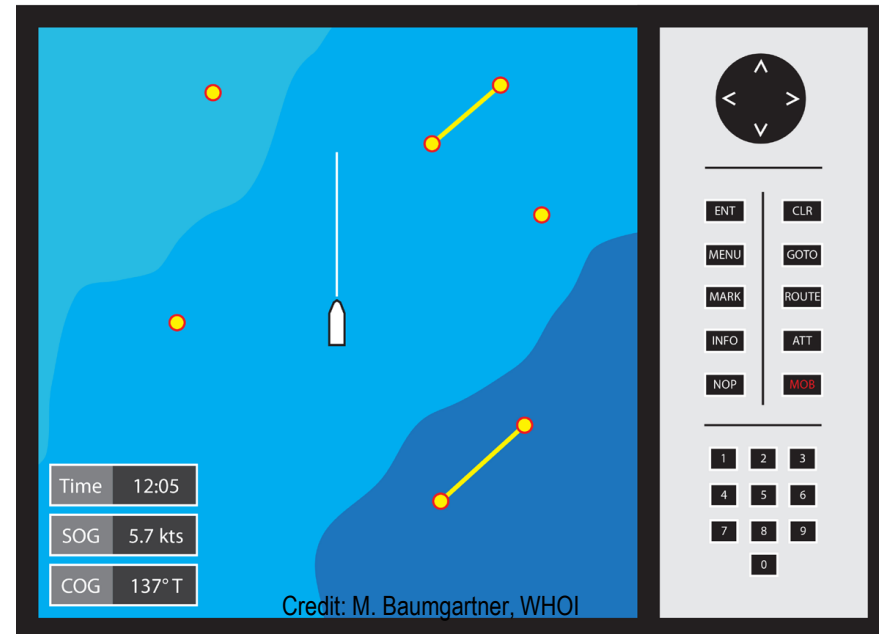 Time 12:05
SOG 5.7 kts
COG 137° T
Credit: M. Baumgartner, WHOI
ENT CLR
MENU GOTO
MARK ROUTE
INFO ATT
NOP MOB
1 2 3
4 5 6
7 8 9
0